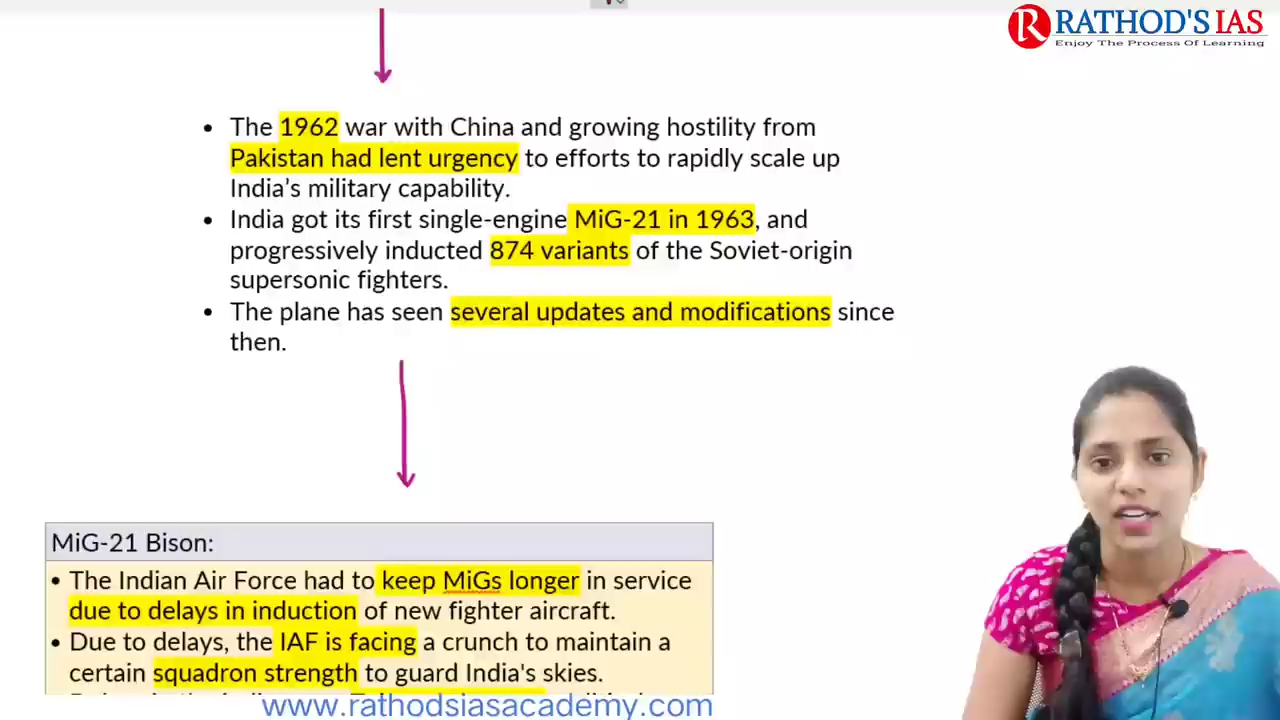 RATHOD'S IAS
Enjoy The Process Of Learning
• The 1962 war with China and growing hostility from
Pakistan had lent urgency to efforts to rapidly scale up
India’s military capability.
• India got its first single-engine MiG-21 in 1963, and
progressively inducted 874 variants of the Soviet-origin
supersonic fighters.
• The plane has seen several updates and modifications since
then.
MiG-21 Bison:
• The Indian Air Force had to keep MiGs longer in service
due to delays in induction of new fighter aircraft.
• Due to delays, the IAF is facing a crunch to maintain a
certain squadron strength to guard India's skies.
www.rathodsiasacademy.com